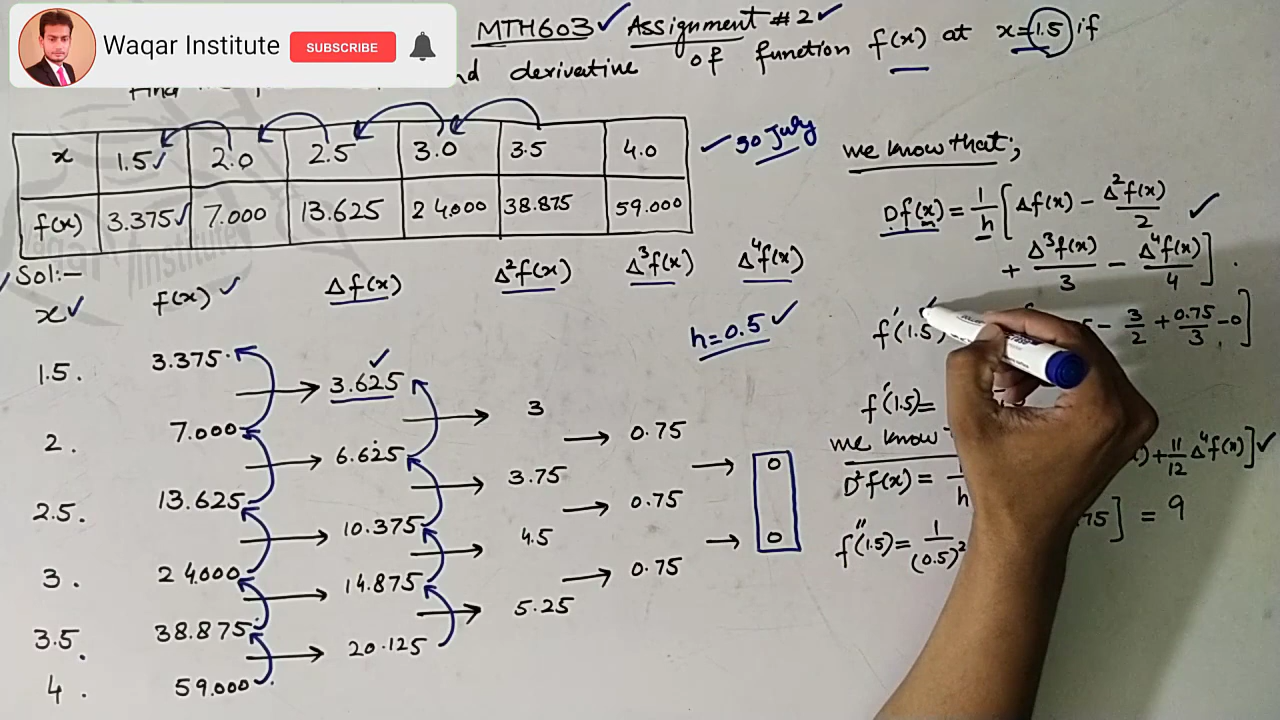 Waqar Institute SUBSCRIBE
MTH603 ✓ Assignment #2 ✓
derivative of function f(x) at x=1.5 if
x 1.5 ✓ 2.0 2.5 3.0 3.5 4.0
f(x) 3.375 ✓ 7.000 13.625 24.000 38.875 59.000
✓ 30 July
Sol:-
x ✓ f(x) ✓ Δf(x) Δ²f(x) Δ³f(x) Δ⁴f(x)
h=0.5 ✓
1.5. 3.375. → 3.625 ✓ → 3 → 0.75 → 0
2. 7.000 → 6.625 → 3.75 → 0.75 → 0
2.5. 13.625 → 10.375 → 4.5 → 0.75
3. 24.000 → 14.875 → 5.25
3.5. 38.875 → 20.125
4. 59.000
we know that;
Df(x) = 1/h [Δf(x) - Δ²f(x)/2 ✓
+ Δ³f(x)/3 - Δ⁴f(x)/4].
f'(1.5) - 3/2 + 0.75/3 - 0]
f'(1.5)=
we know
D²f(x) = + 11/12 Δ⁴f(x)] ✓
f''(1.5) = 1/(0.5)² 75] = 9
Waqar Institute